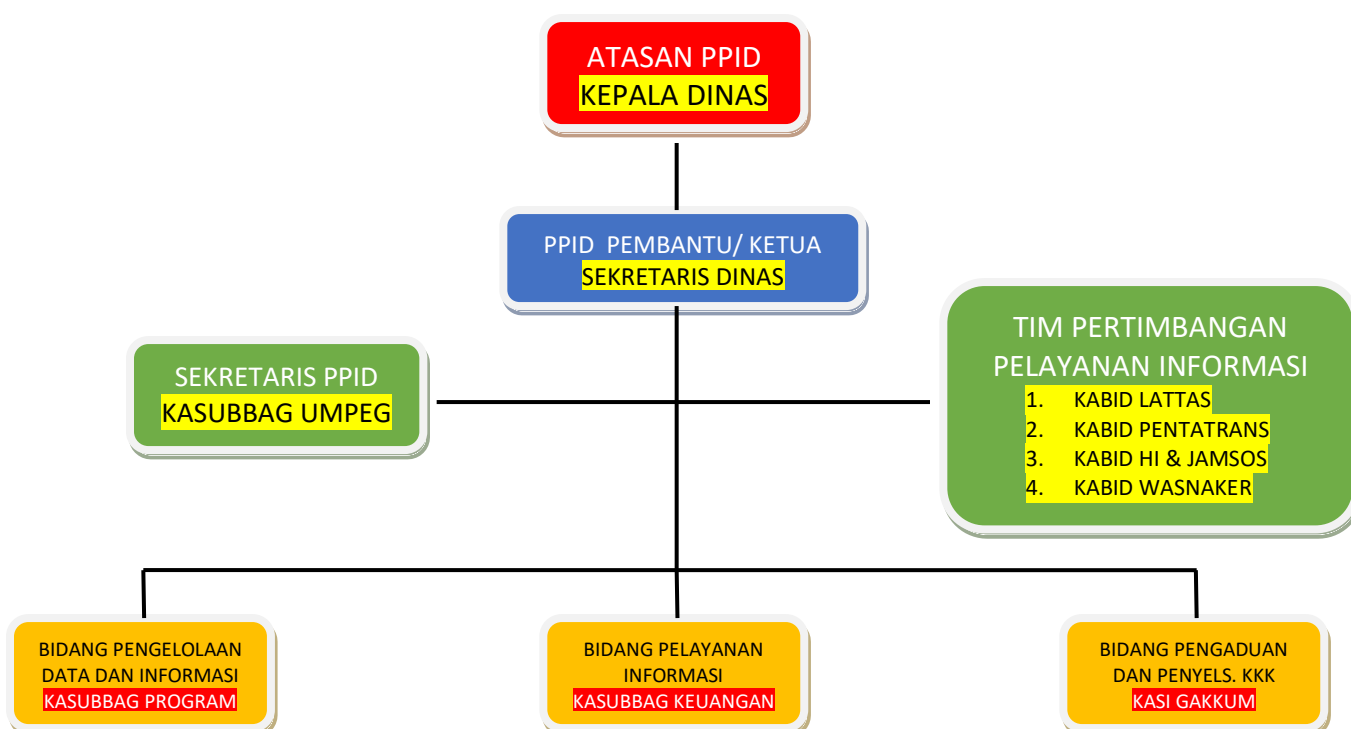 ATASAN PPID
KEPALA DINAS
PPID PEMBANTU/ KETUA
SEKRETARIS DINAS
SEKRETARIS PPID
KASUBBAG UMPEG
TIM PERTIMBANGAN
PELAYANAN INFORMASI
1. KABID LATTAS
2. KABID PENTATRANS
3. KABID HI & JAMSOS
4. KABID WASNAKER
BIDANG PENGELOLAAN
DATA DAN INFORMASI
KASUBBAG PROGRAM
BIDANG PELAYANAN
INFORMASI
KASUBBAG KEUANGAN
BIDANG PENGADUAN
DAN PENYELS. KKK
KASI GAKKUM